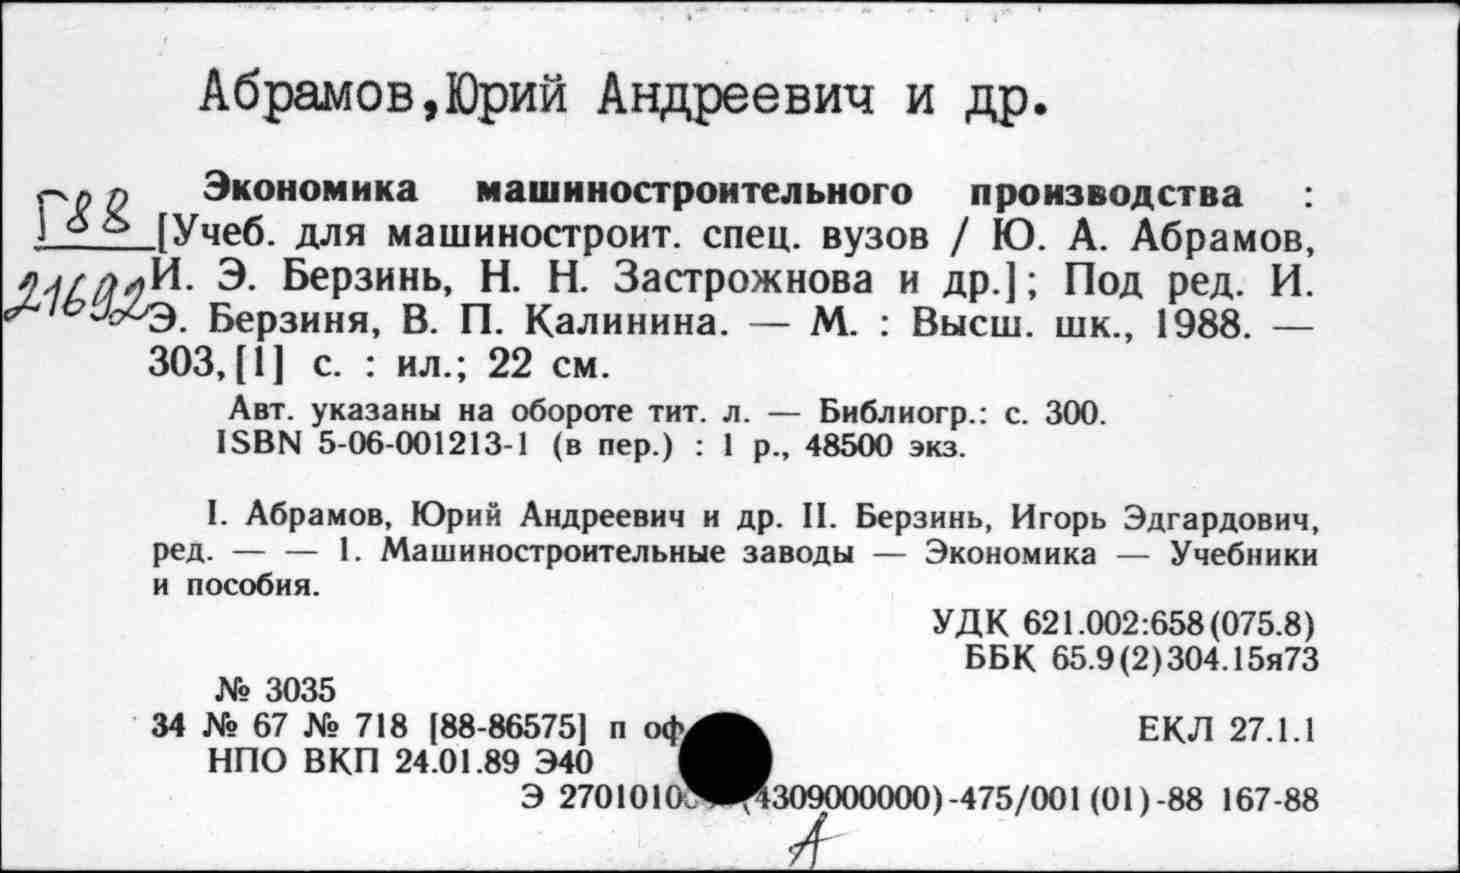 Абрамов,Юрий Андреевич и др.
Экономика машиностроительного производства :
Г88
[Учеб. для машиностроит. спец. вузов / Ю. А. Абрамов,
21692
И. Э. Берзинь, Н. Н. Застрожнова и др.]; Под ред. И.
Э. Берзиня, В. П. Калинина. — М. : Высш. шк., 1988. —
303,[1] с. : ил.; 22 см.
Авт. указаны на обороте тит. л. — Библиогр.: с. 300.
ISBN 5-06-001213-1 (в пер.) : 1 р., 48500 экз.
I. Абрамов, Юрий Андреевич и др. II. Берзинь, Игорь Эдгардович,
ред. — — 1. Машиностроительные заводы — Экономика — Учебники
и пособия.
УДК 621.002:658(075.8)
ББК 65.9(2)304.15я73
№ 3035
34 № 67 № 718 [88-86575] п оф
ЕКЛ 27.1.1
НПО ВКП 24.01.89 Э40
Э 2701010 (4309000000)-475/001(01)-88 167-88
А